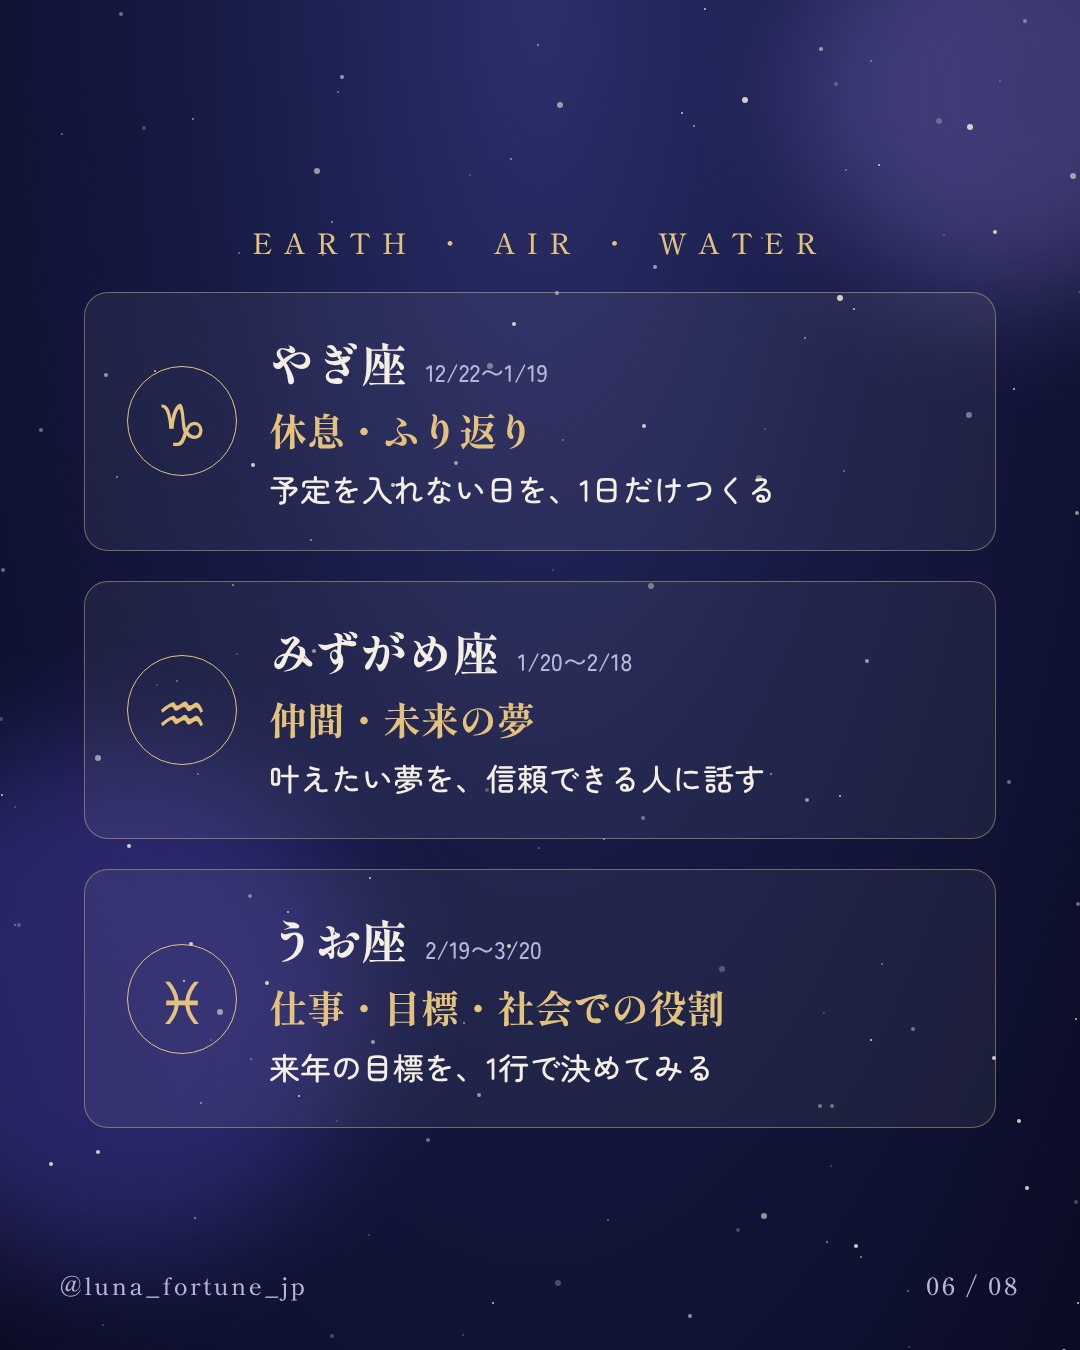 EARTH · AIR · WATER
やぎ座 12/22〜1/19
♑ 休息・ふり返り
予定を入れない日を、1日だけつくる
みずがめ座 1/20〜2/18
♒ 仲間・未来の夢
叶えたい夢を、信頼できる人に話す
うお座 2/19〜3/20
♓ 仕事・目標・社会での役割
来年の目標を、1行で決めてみる
@luna_fortune_jp
06 / 08